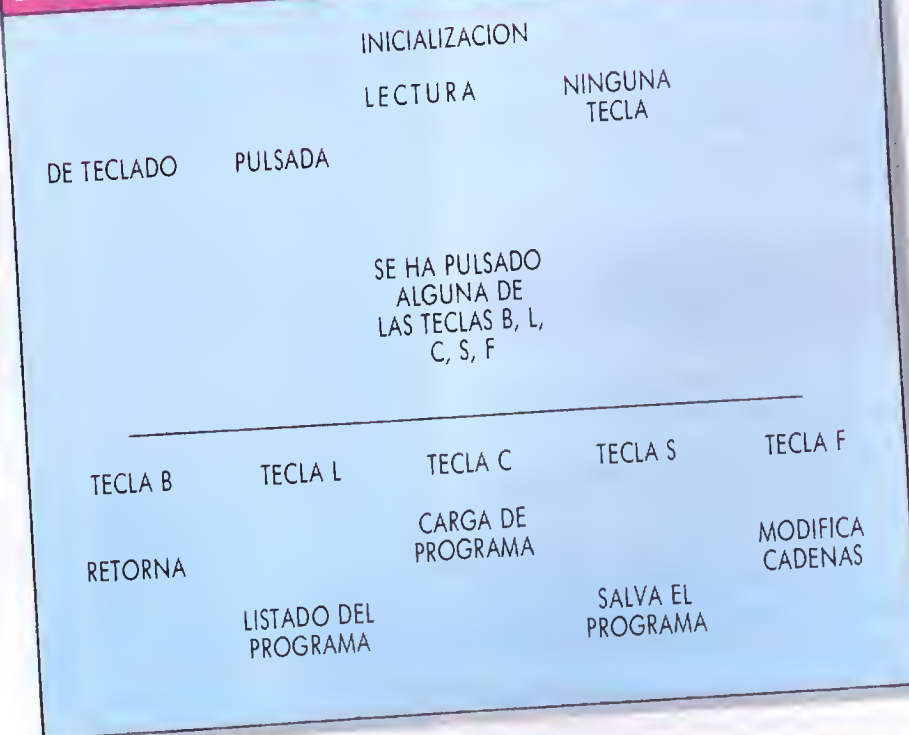 INICIALIZACION
LECTURA
NINGUNA
TECLA
DE TECLADO
PULSADA
SE HA PULSADO
ALGUNA DE
LAS TECLAS B, L,
C, S, F
TECLA B
TECLA L
TECLA C
TECLA S
TECLA F
RETORNA
LISTADO DEL
PROGRAMA
CARGA DE
PROGRAMA
SALVA EL
PROGRAMA
MODIFICA
CADENAS